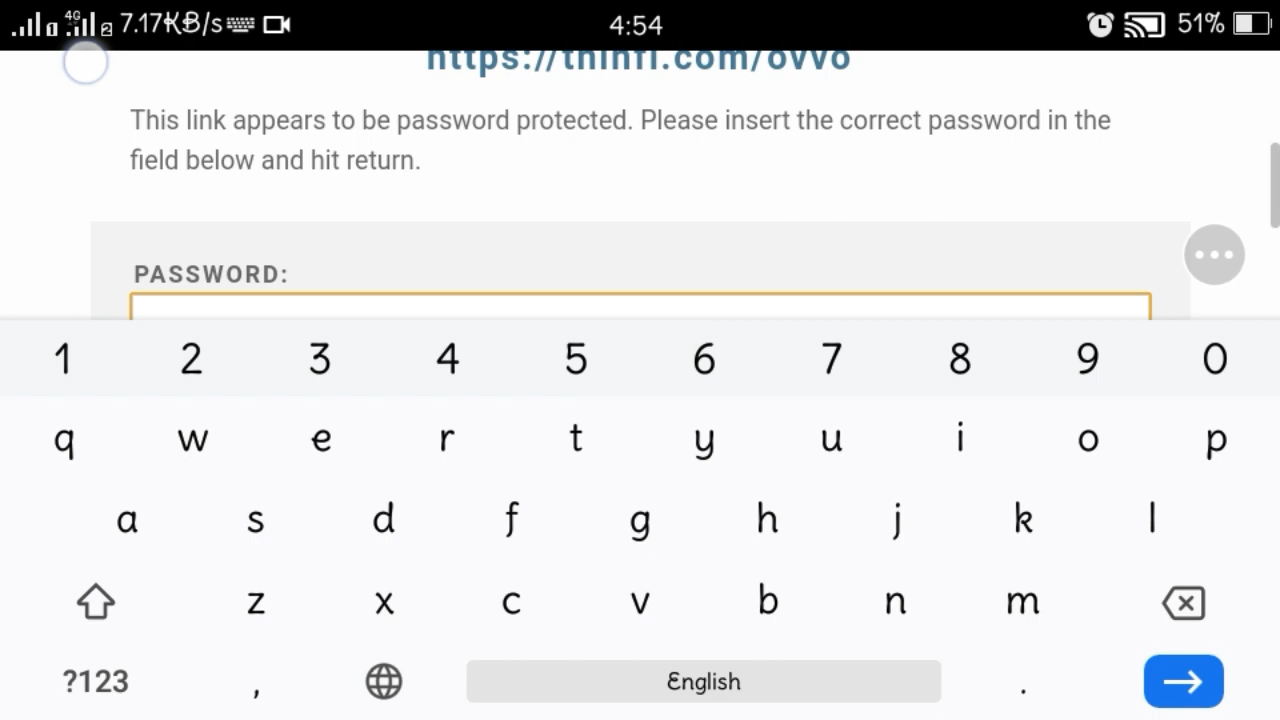 7.17KB/s 4:54 51%
https://thinfi.com/ovvo
This link appears to be password protected. Please insert the correct password in the
field below and hit return.
PASSWORD:
1 2 3 4 5 6 7 8 9 0
q w e r t y u i o p
a s d f g h j k l
z x c v b n m
?123 , English .